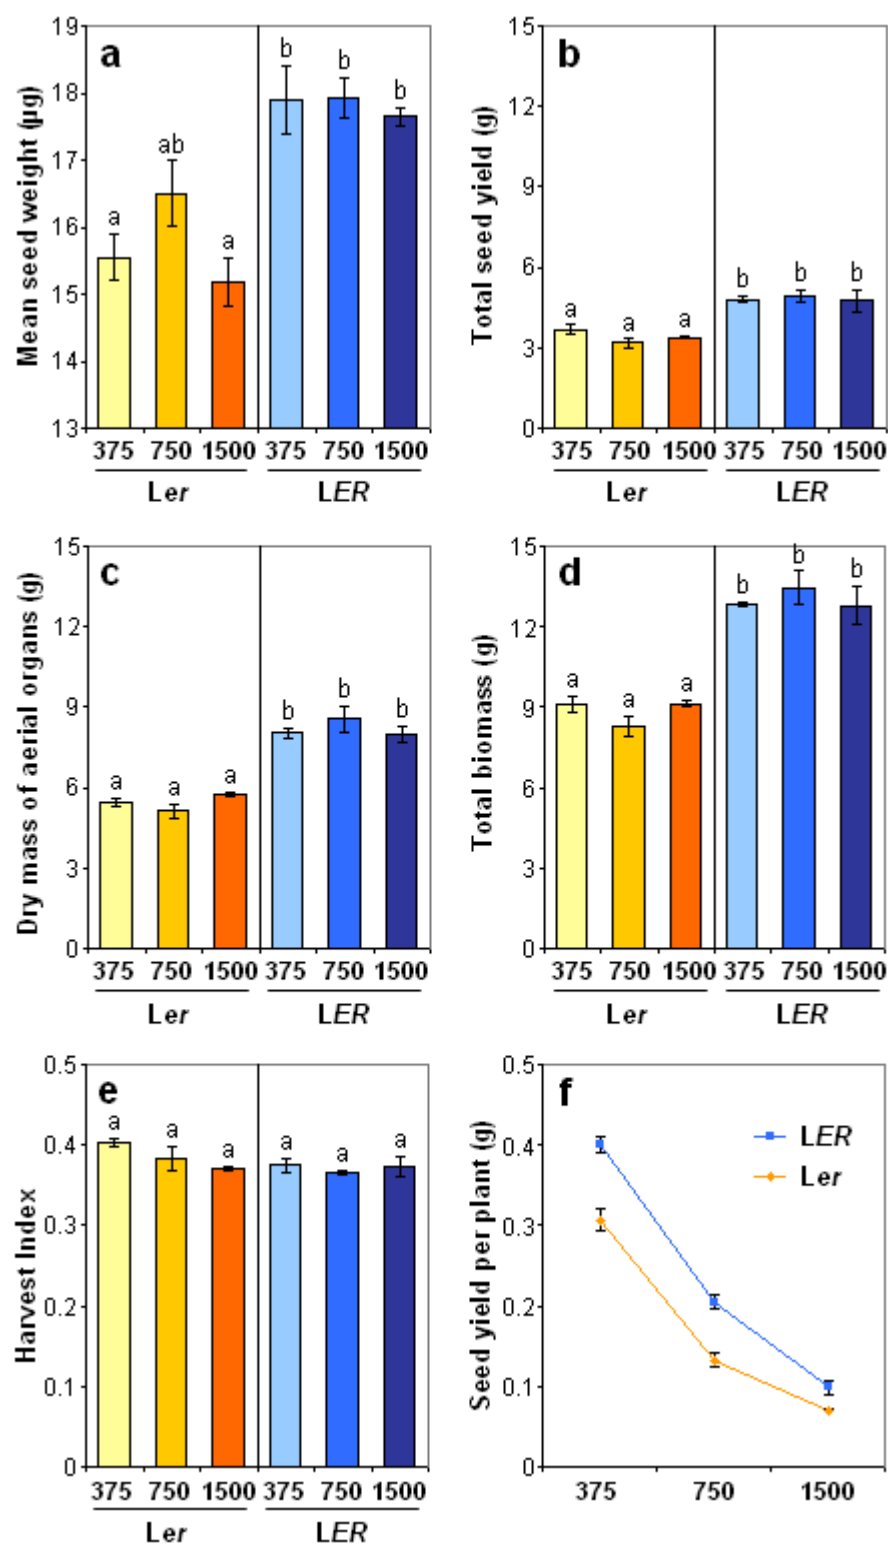 a
Mean seed weight (µg)
19
18
17
16
15
14
13
a
ab
a
b
b
b
375 750 1500 375 750 1500
Ler LER
b
Total seed yield (g)
15
12
9
6
3
0
a
a
a
b
b
b
375 750 1500 375 750 1500
Ler LER
c
Dry mass of aerial organs (g)
15
12
9
6
3
0
a
a
a
b
b
b
375 750 1500 375 750 1500
Ler LER
d
Total biomass (g)
15
12
9
6
3
0
a
a
a
b
b
b
375 750 1500 375 750 1500
Ler LER
e
Harvest Index
0.5
0.4
0.3
0.2
0.1
0
a
a
a
a
a
a
375 750 1500 375 750 1500
Ler LER
f
Seed yield per plant (g)
0.5
0.4
0.3
0.2
0.1
0
LER
Ler
375 750 1500